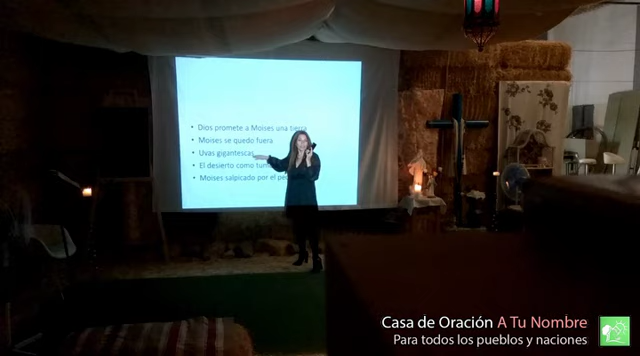 • Dios promete a Moises una tierra
• Moises se quedo fuera
• Uvas gigantescas
• El desierto como
• Moises salpicado por el
Casa de Oración A Tu Nombre
Para todos los pueblos y naciones